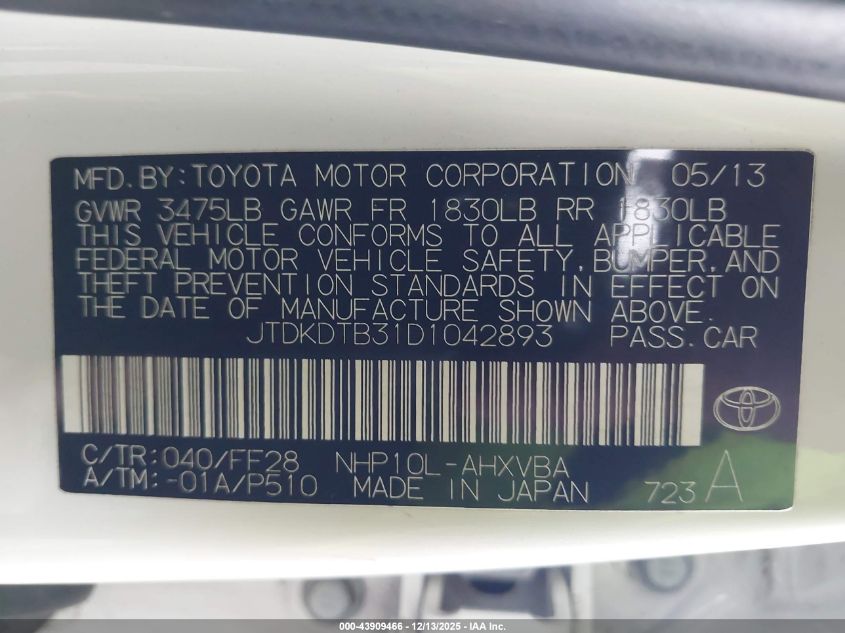 MFD.BY:TOYOTA MOTOR CORPORATION 05/13
GVWR 3475LB GAWR FR 1830LB RR 1830LB
THIS VEHICLE CONFORMS TO ALL APPLICABLE
FEDERAL MOTOR VEHICLE SAFETY,BUMPER,AND
THEFT PREVENTION STANDARDS IN EFFECT ON
THE DATE OF MANUFACTURE SHOWN ABOVE.
JTDKDTB31D1042893 PASS.CAR
C/TR:040/FF28 NHP10L-AHXVBA
A/TM:-01A/P510 MADE IN JAPAN 723 A
000-43909466 - 12/13/2025 - IAA Inc.